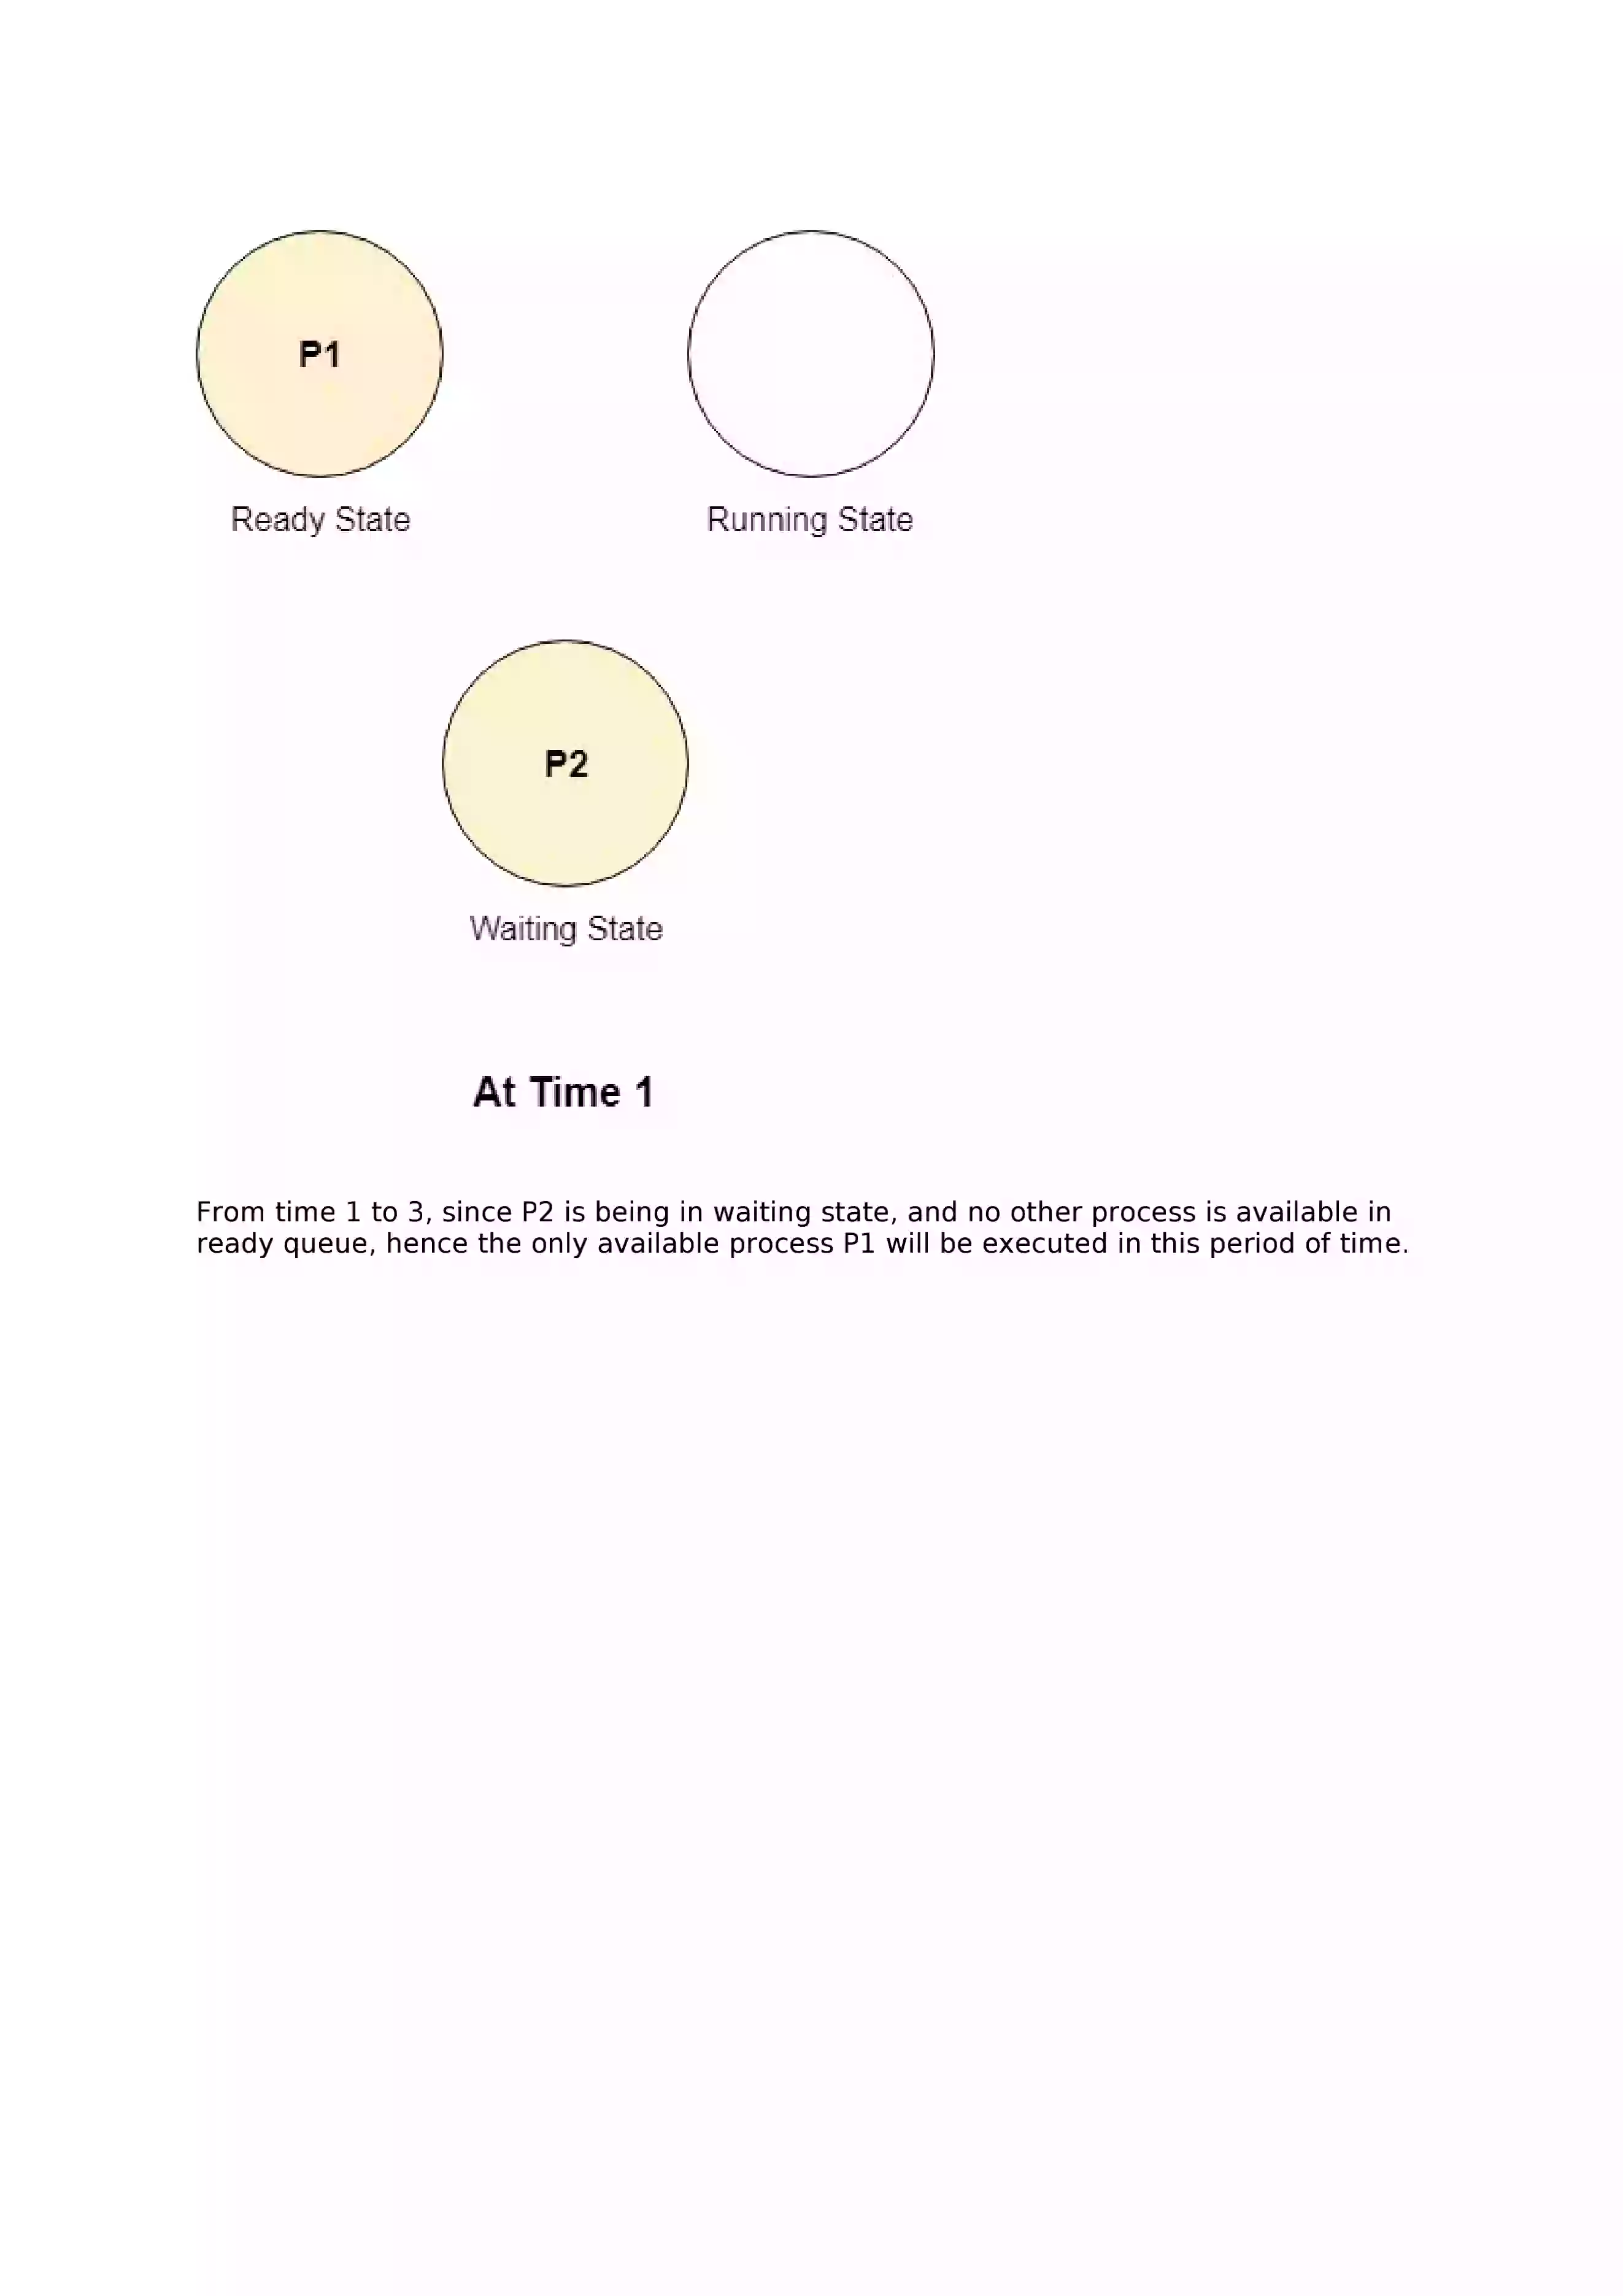 P1
Ready State
Running State
P2
Waiting State
At Time 1
From time 1 to 3, since P2 is being in waiting state, and no other process is available in
ready queue, hence the only available process P1 will be executed in this period of time.